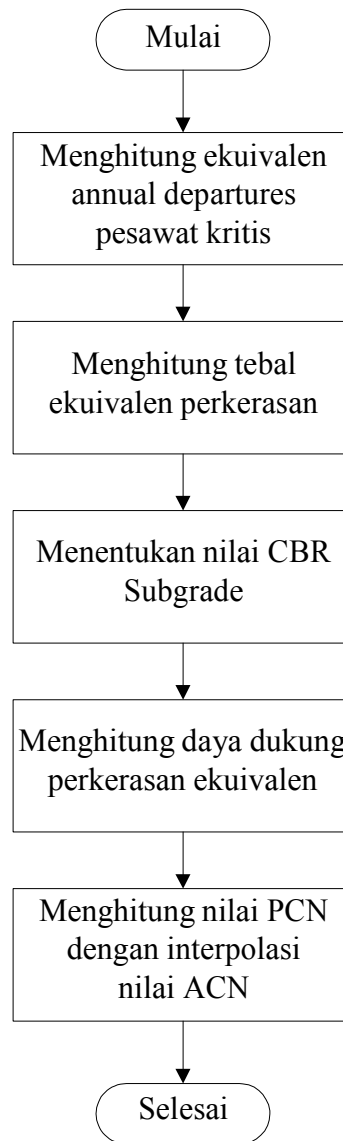 Mulai
Menghitung ekuivalen
annual departures
pesawat kritis
Menghitung tebal
ekuivalen perkerasan
Menentukan nilai CBR
Subgrade
Menghitung daya dukung
perkerasan ekuivalen
Menghitung nilai PCN
dengan interpolasi
nilai ACN
Selesai